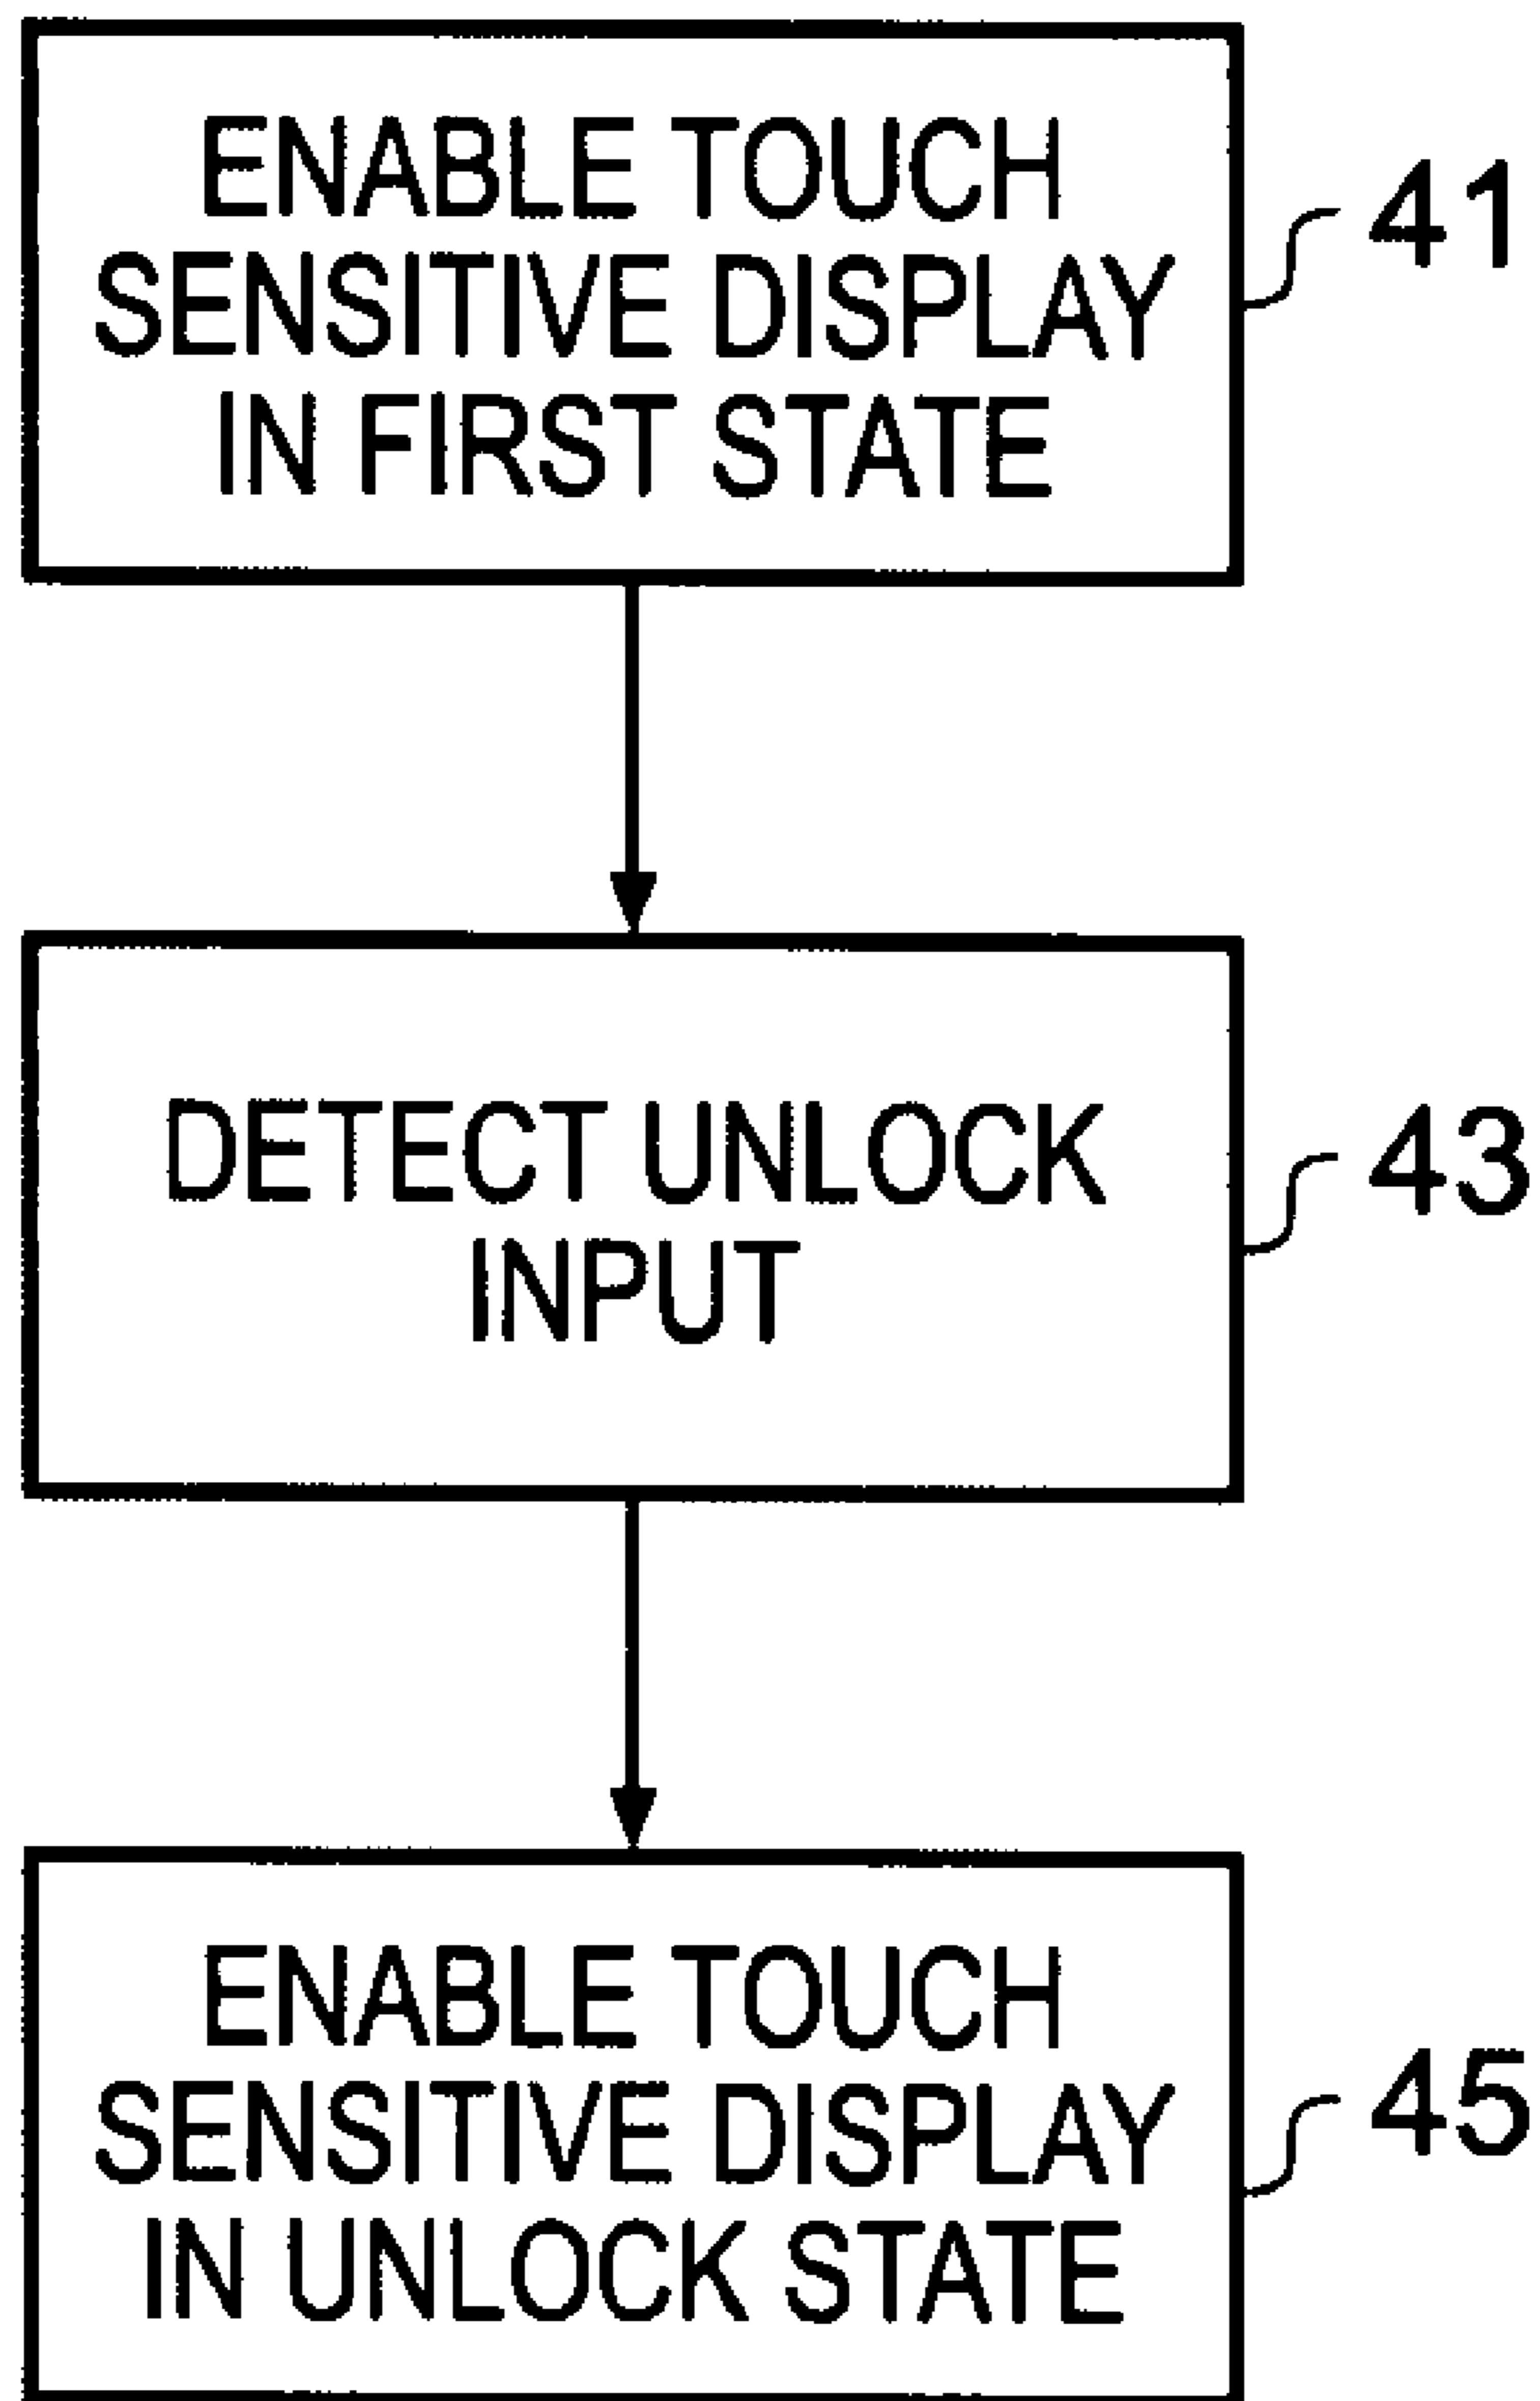 ENABLE TOUCH
SENSITIVE DISPLAY
IN FIRST STATE
41
DETECT UNLOCK
INPUT
43
ENABLE TOUCH
SENSITIVE DISPLAY
IN UNLOCK STATE
45